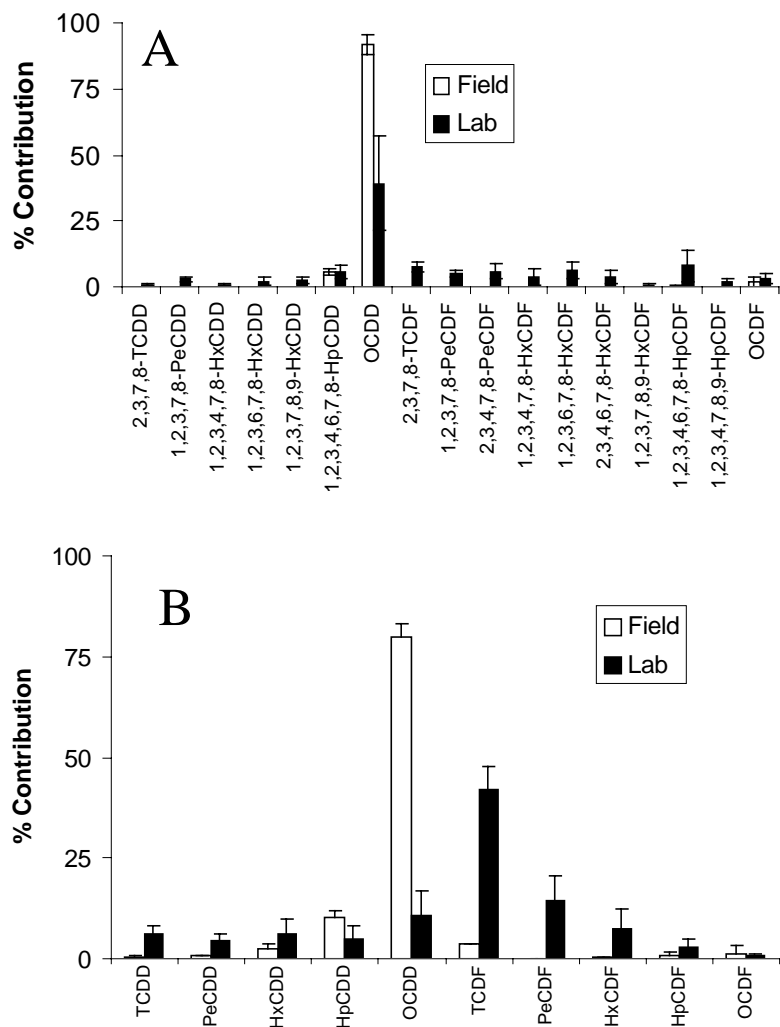 A
% Contribution
100
75
50
25
0
Field
Lab
2,3,7,8-TCDD
1,2,3,7,8-PeCDD
1,2,3,4,7,8-HxCDD
1,2,3,6,7,8-HxCDD
1,2,3,7,8,9-HxCDD
1,2,3,4,6,7,8-HpCDD
OCDD
2,3,7,8-TCDF
1,2,3,7,8-PeCDF
2,3,4,7,8-PeCDF
1,2,3,4,7,8-HxCDF
1,2,3,6,7,8-HxCDF
2,3,4,6,7,8-HxCDF
1,2,3,7,8,9-HxCDF
1,2,3,4,6,7,8-HpCDF
1,2,3,4,7,8,9-HpCDF
OCDF
B
% Contribution
100
75
50
25
0
Field
Lab
TCDD
PeCDD
HxCDD
HpCDD
OCDD
TCDF
PeCDF
HxCDF
HpCDF
OCDF